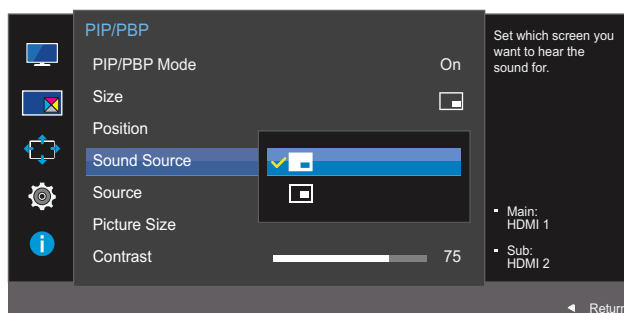 PIP/PBP
PIP/PBP Mode On
Size
Position
Sound Source
Source
Picture Size
Contrast 75
Set which screen you
want to hear the
sound for.
Main:
HDMI 1
Sub:
HDMI 2
Return